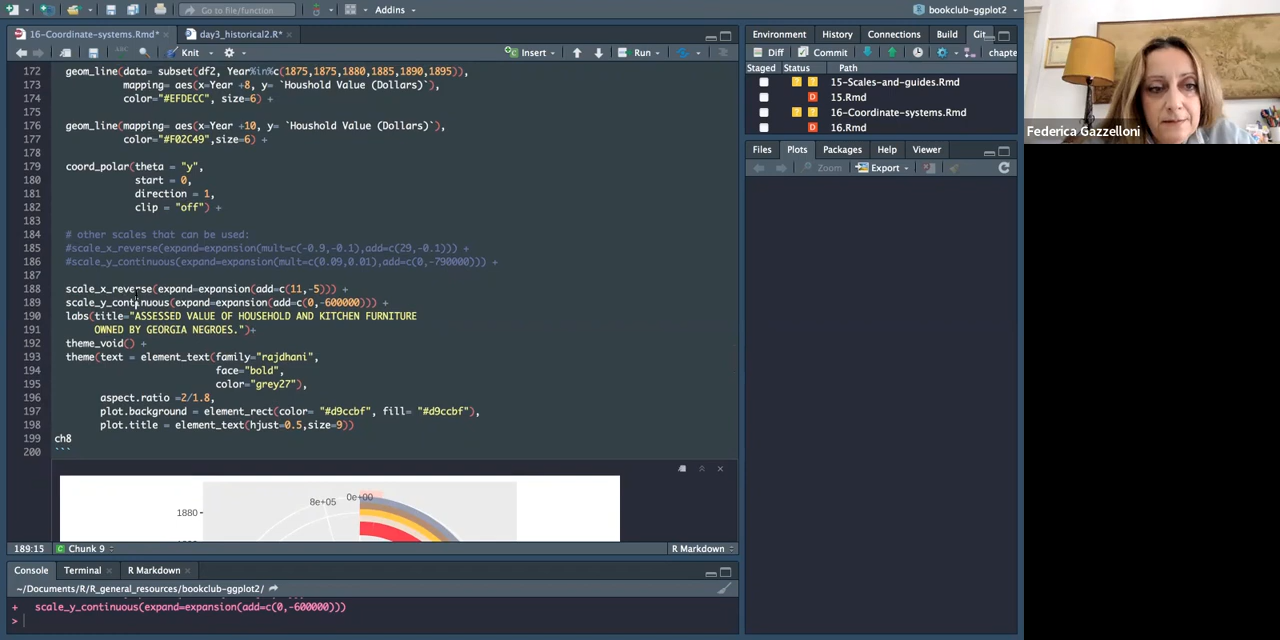 Go to file/function
Addins
bookclub-ggplot2
16-Coordinate-systems.Rmd*
day3_historical2.R*
ABC
Knit
Insert
Run
172 geom_line(data= subset(df2, Year%in%c(1875,1875,1880,1885,1890,1895)),
173 mapping= aes(x=Year +8, y= `Houshold Value (Dollars)`),
174 color="#EFDECC", size=6) +
175
176 geom_line(mapping= aes(x=Year +10, y= `Houshold Value (Dollars)`),
177 color="#F02C49",size=6) +
178
179 coord_polar(theta = "y",
180 start = 0,
181 direction = 1,
182 clip = "off") +
183
184 # other scales that can be used:
185 #scale_x_reverse(expand=expansion(mult=c(-0.9,-0.1),add=c(29,-0.1))) +
186 #scale_y_continuous(expand=expansion(mult=c(0.09,0.01),add=c(0,-790000))) +
187
188 scale_x_reverse(expand=expansion(add=c(11,-5))) +
189 scale_y_continuous(expand=expansion(add=c(0,-600000))) +
190 labs(title="ASSESSED VALUE OF HOUSEHOLD AND KITCHEN FURNITURE
191 OWNED BY GEORGIA NEGROES.")+
192 theme_void() +
193 theme(text = element_text(family="rajdhani",
194 face="bold",
195 color="grey27"),
196 aspect.ratio =2/1.8,
197 plot.background = element_rect(color= "#d9ccbf", fill= "#d9ccbf"),
198 plot.title = element_text(hjust=0.5,size=9))
199 ch8
200 ```
8e+05
0e+00
1880
189:15
Chunk 9
R Markdown
Console
Terminal
R Markdown
~/Documents/R/R_general_resources/bookclub-ggplot2/
+ scale_y_continuous(expand=expansion(add=c(0,-600000)))
>
Environment
History
Connections
Build
Git
Diff
Commit
chapte
Staged
Status
Path
15-Scales-and-guides.Rmd
D 15.Rmd
16-Coordinate-systems.Rmd
D 16.Rmd
Files
Plots
Packages
Help
Viewer
Zoom
Export
Federica Gazzelloni